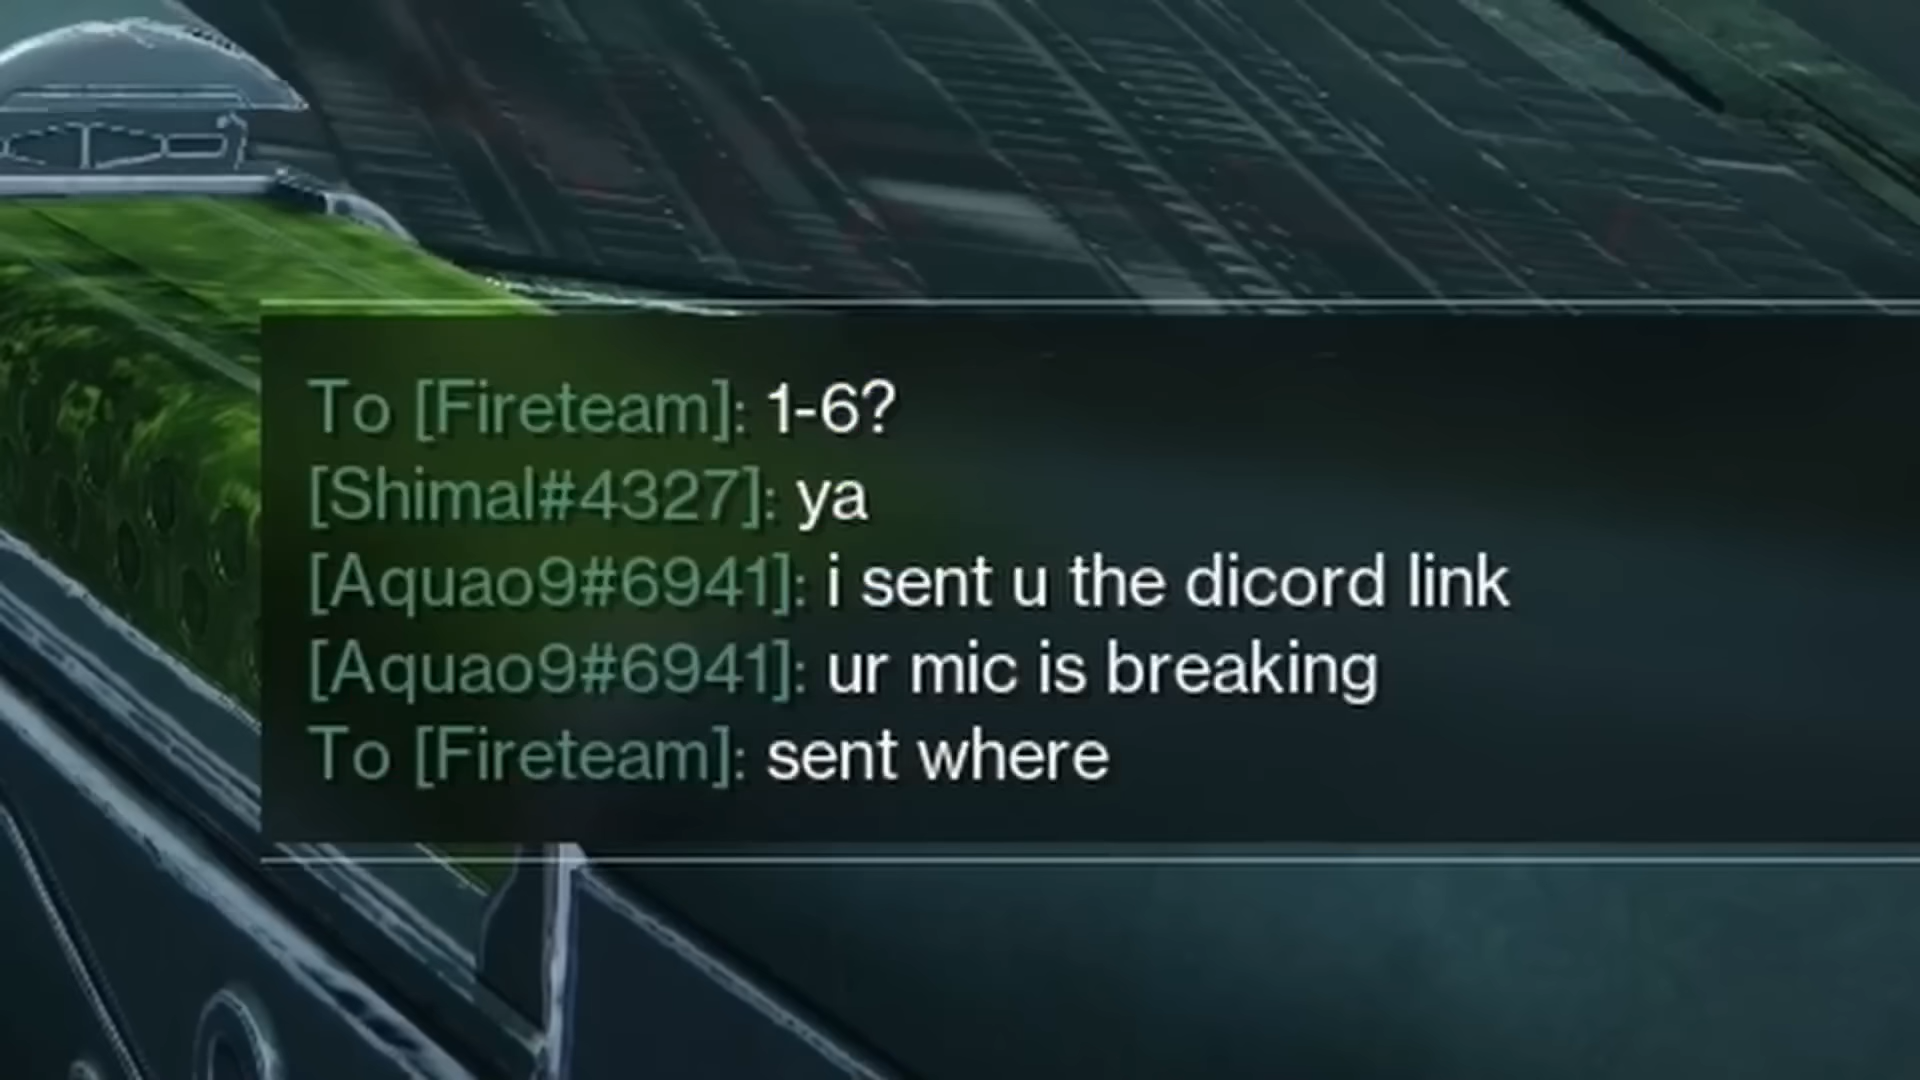 To [Fireteam]: 1-6?
[Shimal#4327]: ya
[Aquao9#6941]: i sent u the dicord link
[Aquao9#6941]: ur mic is breaking
To [Fireteam]: sent where